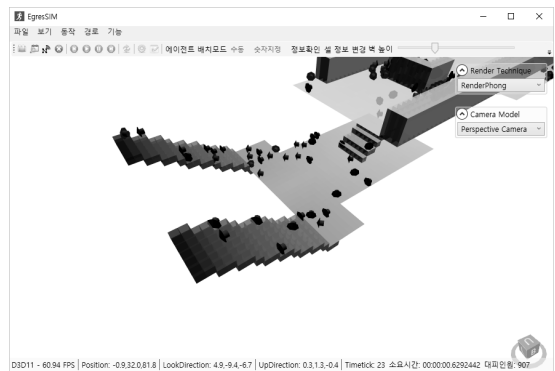 EgresSIM
파일 보기 동작 경로 기능
에이전트 배치모드 수동 숫자지정 정보확인 셀 정보 변경 벽 높이
Render Technique
RenderPhong
Camera Model
Perspective Camera
D3D11 - 60.94 FPS Position: -0.9,32.0,81.8 LookDirection: 4.9,-9.4,-6.7 UpDirection: 0.3,1.3,-0.4 Timetick: 23 소요시간: 00:00:00.6292442 대피인원: 907